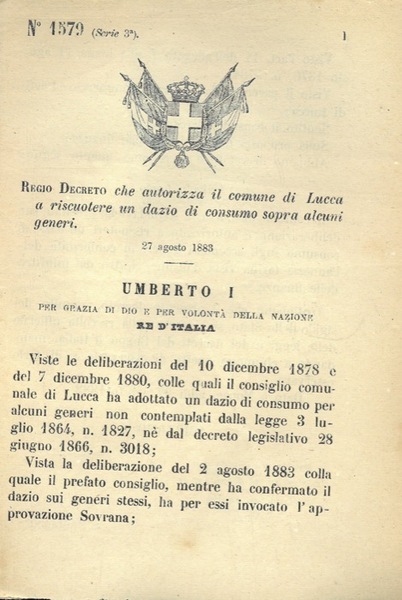 N° 1579 (Serie 3ª).
1
REGIO DECRETO che autorizza il comune di Lucca
a riscuotere un dazio di consumo sopra alcuni
generi.
27 agosto 1883
UMBERTO I
PER GRAZIA DI DIO E PER VOLONTÀ DELLA NAZIONE
RE D'ITALIA
Viste le deliberazioni del 10 dicembre 1878 e
del 7 dicembre 1880, colle quali il consiglio comu-
nale di Lucca ha adottato un dazio di consumo per
alcuni generi non contemplati dalla legge 3 lu-
glio 1864, n. 1827, nè dal decreto legislativo 28
giugno 1866, n. 3018;
Vista la deliberazione del 2 agosto 1883 colla
quale il prefato consiglio, mentre ha confermato il
dazio sui generi stessi, ha per essi invocato l'ap-
provazione Sovrana;